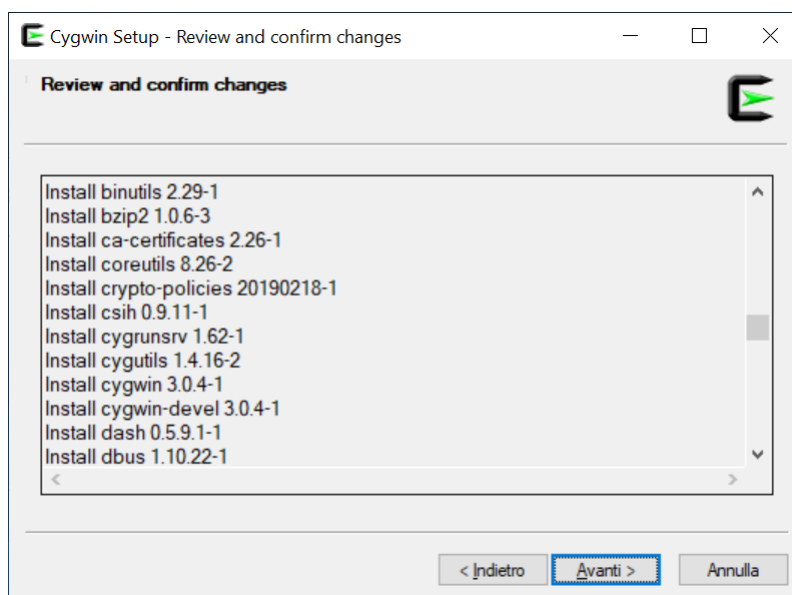 Cygwin Setup - Review and confirm changes
Review and confirm changes
Install binutils 2.29-1
Install bzip2 1.0.6-3
Install ca-certificates 2.26-1
Install coreutils 8.26-2
Install crypto-policies 20190218-1
Install csih 0.9.11-1
Install cygrunsrv 1.62-1
Install cygutils 1.4.16-2
Install cygwin 3.0.4-1
Install cygwin-devel 3.0.4-1
Install dash 0.5.9.1-1
Install dbus 1.10.22-1
< Indietro Avanti > Annulla